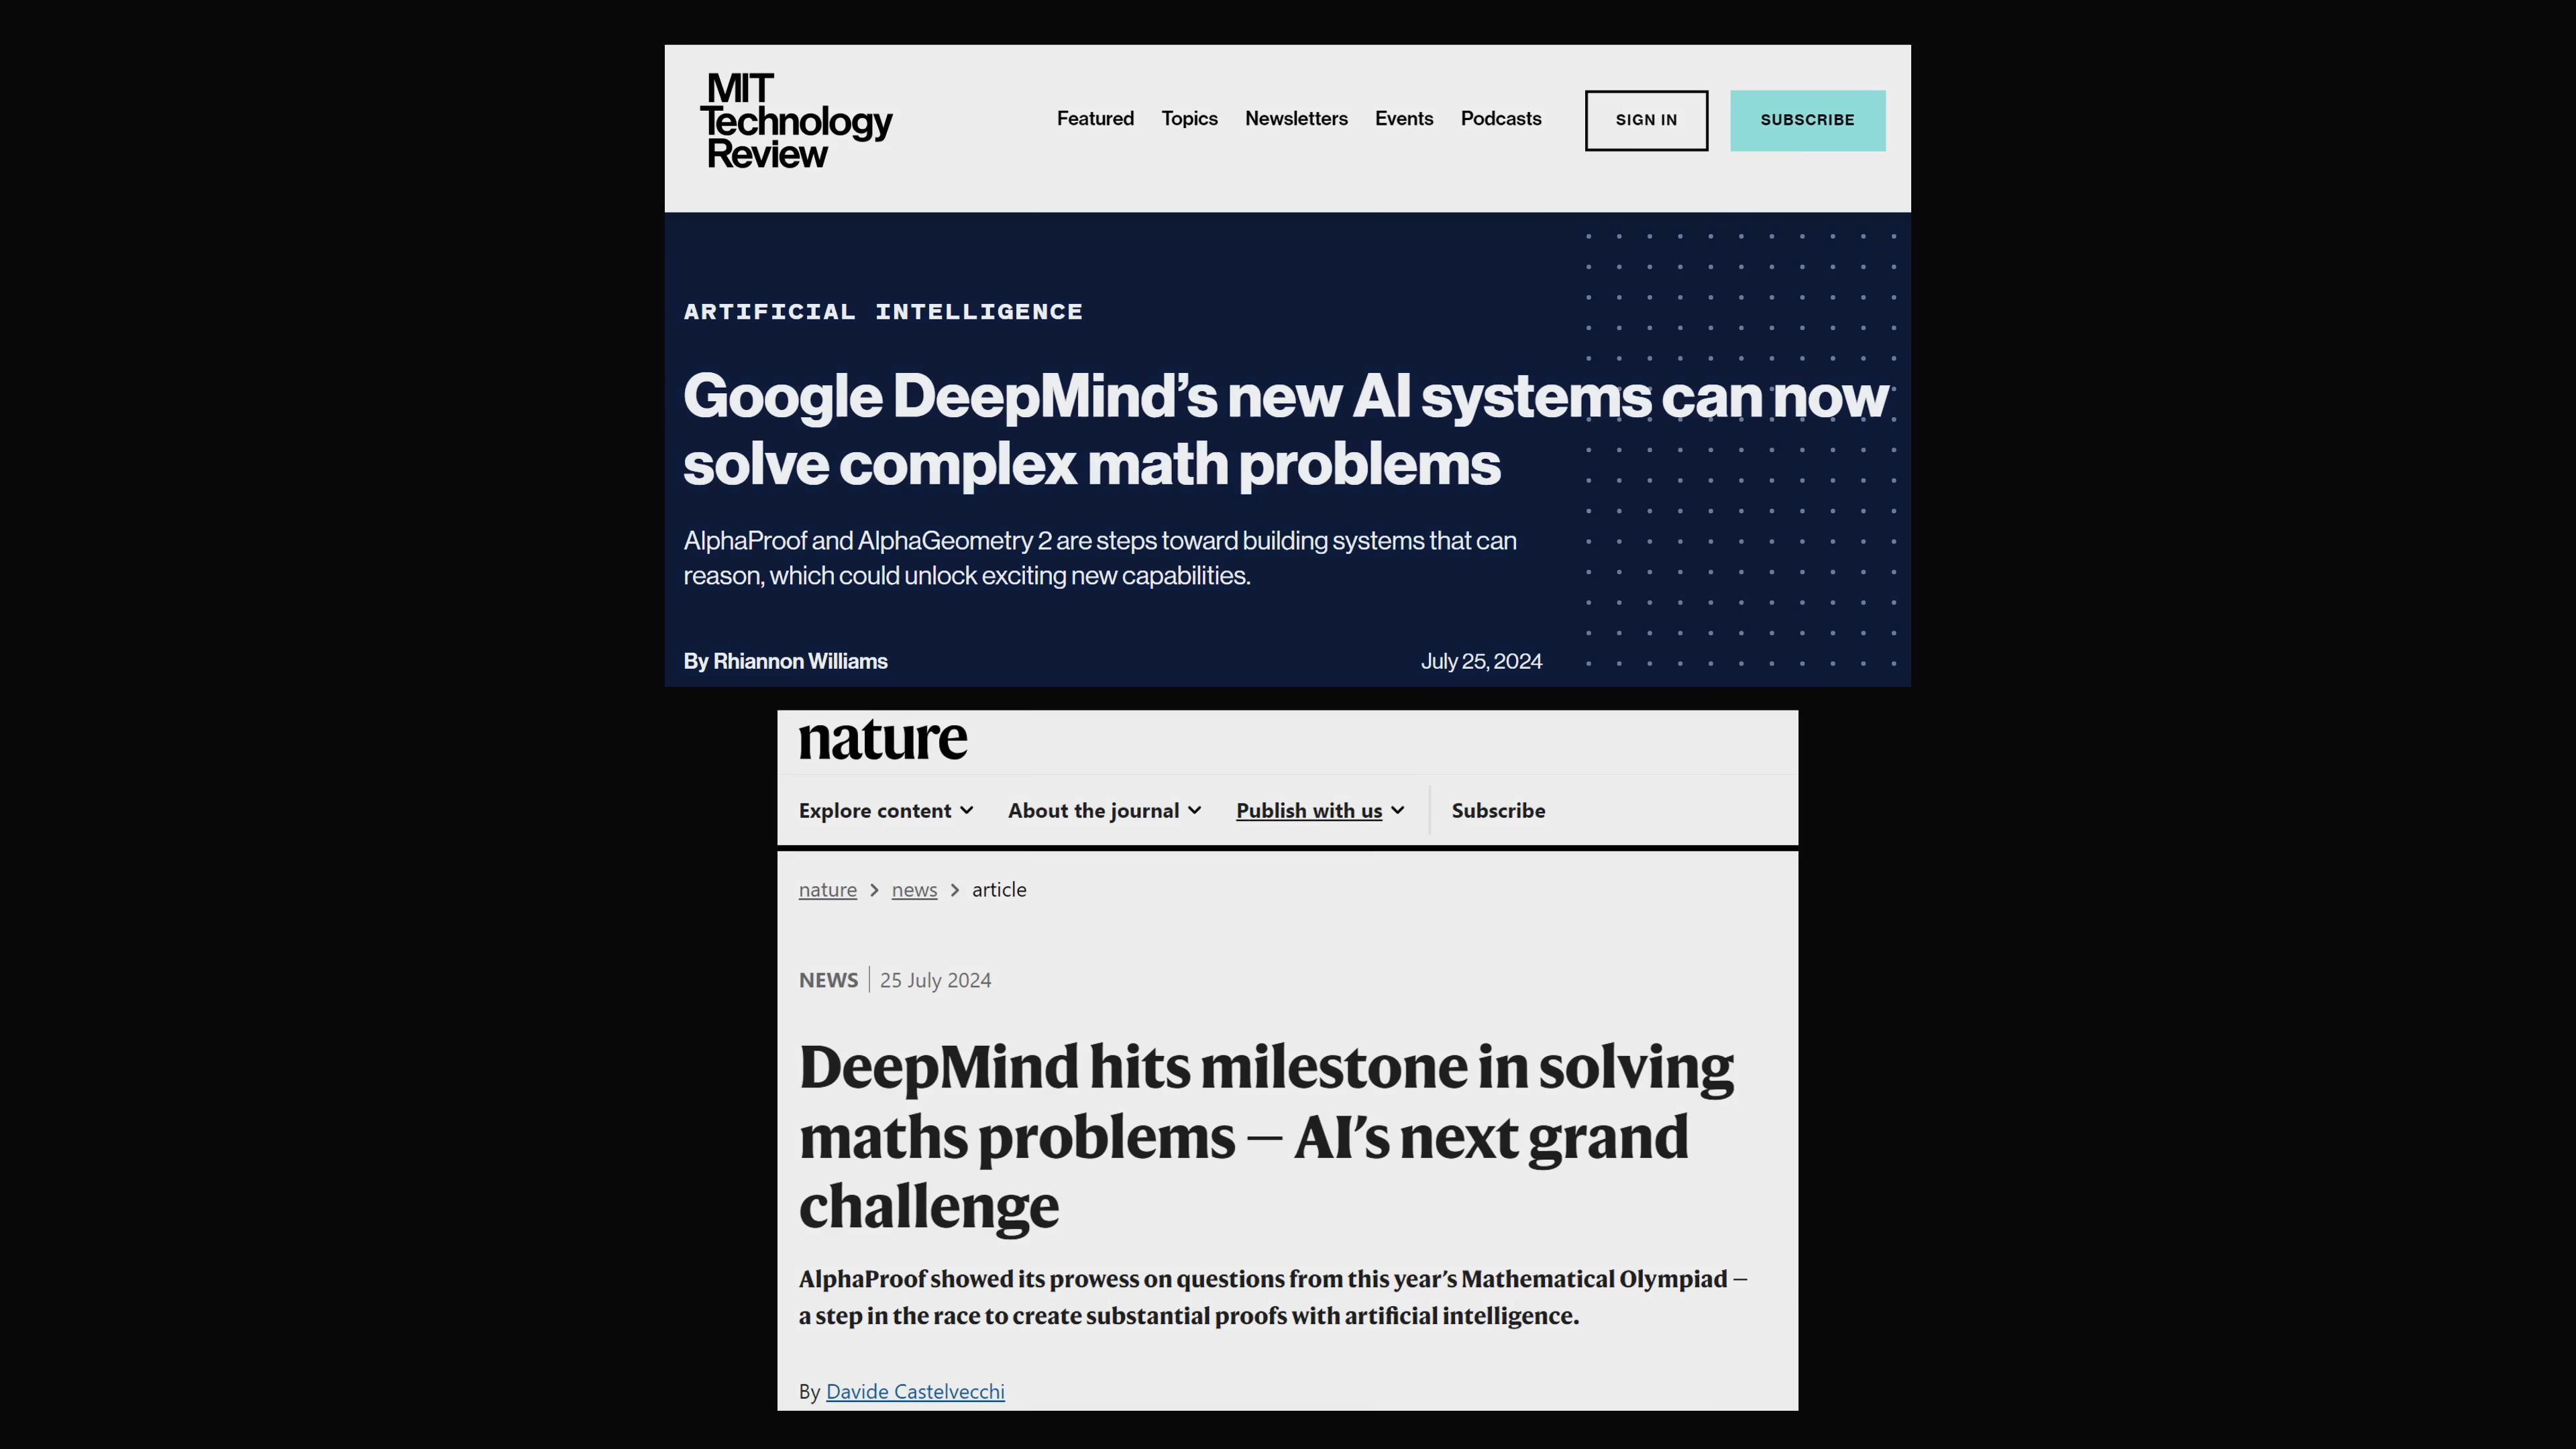 MIT
Technology
Review
Featured Topics Newsletters Events Podcasts SIGN IN SUBSCRIBE
ARTIFICIAL INTELLIGENCE
Google DeepMind’s new AI systems can now
solve complex math problems
AlphaProof and AlphaGeometry 2 are steps toward building systems that can
reason, which could unlock exciting new capabilities.
By Rhiannon Williams July 25, 2024
nature
Explore content About the journal Publish with us Subscribe
nature > news > article
NEWS | 25 July 2024
DeepMind hits milestone in solving
maths problems — AI’s next grand
challenge
AlphaProof showed its prowess on questions from this year’s Mathematical Olympiad —
a step in the race to create substantial proofs with artificial intelligence.
By Davide Castelvecchi